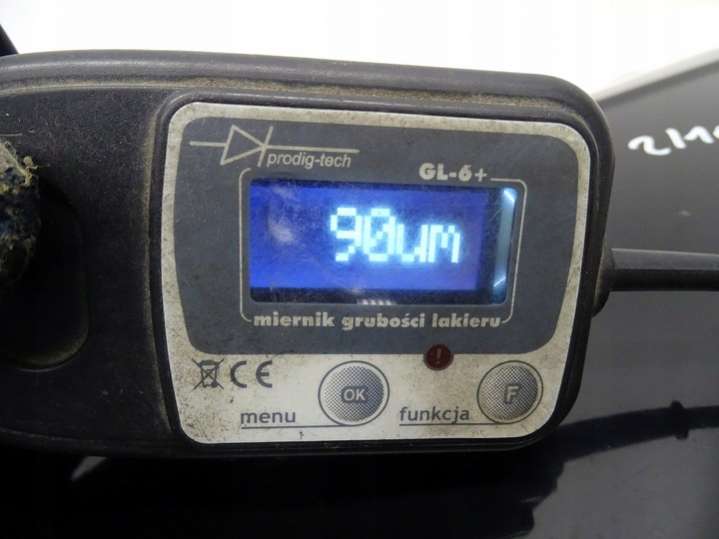 prodig-tech
GL-6+
90um
miernik grubości lakieru
CE
OK
F
menu
funkcja